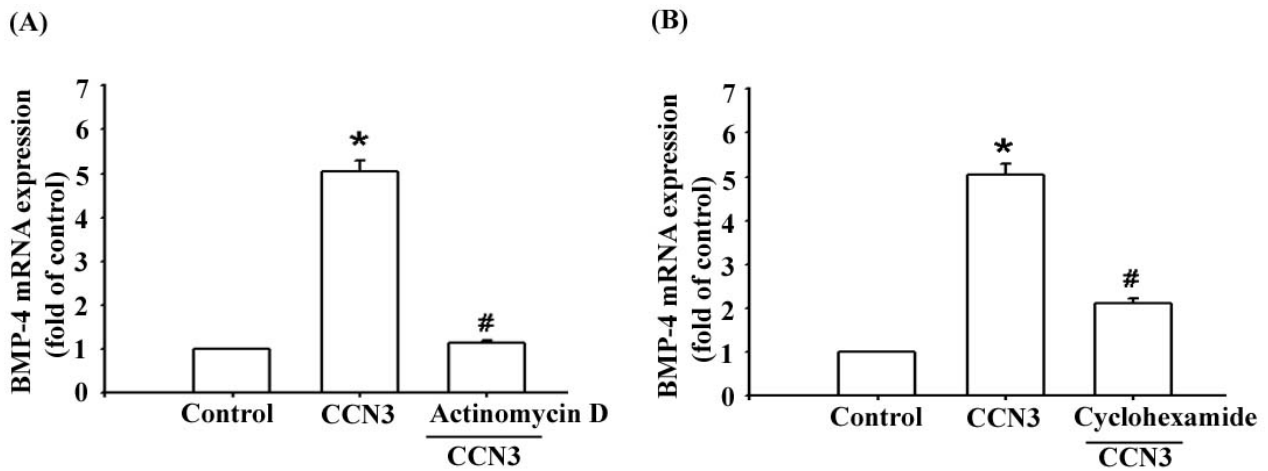 (A)
BMP-4 mRNA expression
(fold of control)
7
6
5
4
3
2
1
0
*
#
Control
CCN3
Actinomycin D
CCN3
(B)
BMP-4 mRNA expression
(fold of control)
7
6
5
4
3
2
1
0
*
#
Control
CCN3
Cyclohexamide
CCN3